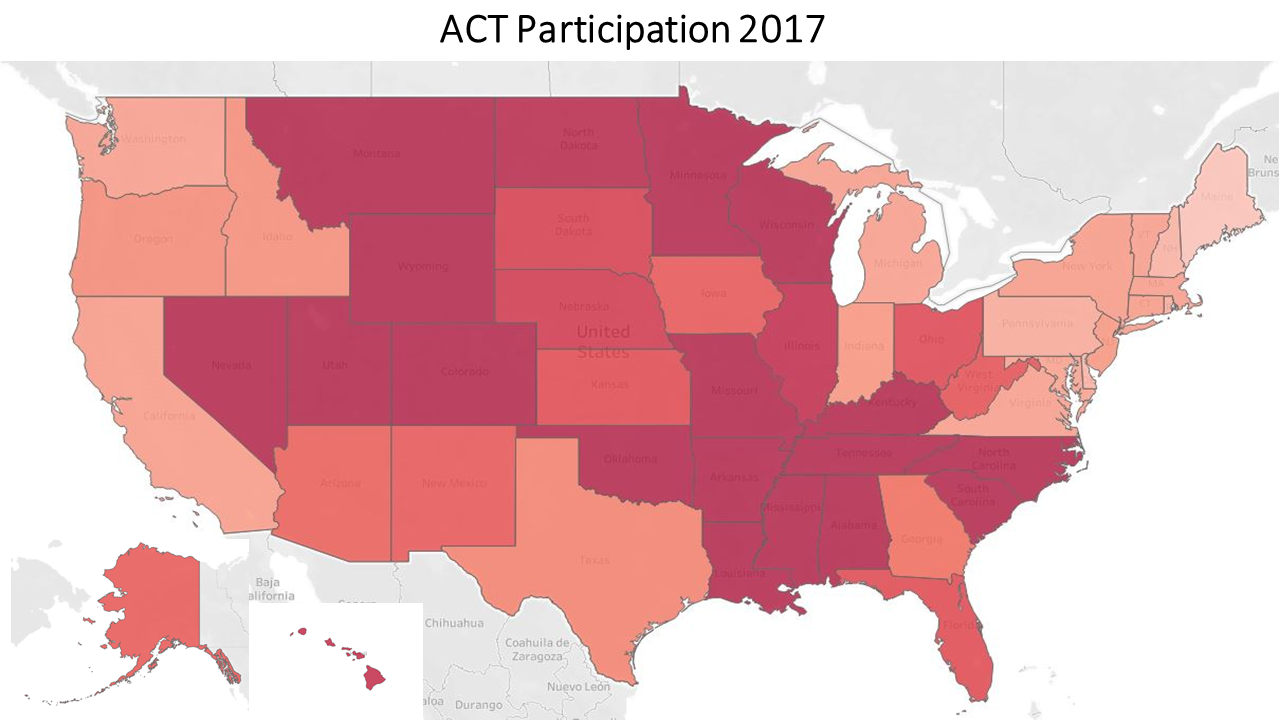 ACT Participation 2017
Washington
Montana
North
Dakota
Minnesota
Ne
Bruns
Maine
Oregon
Idaho
South
Dakota
Wisconsin
VT
NH
Michigan
New York
Wyoming
MA
Iowa
CT
Nebraska
United
States
Pennsylvania
Nevada
Utah
Colorado
Illinois
Indiana
Ohio
Kansas
West
Virginia
Missouri
Kentucky
Virginia
California
Oklahoma
Tennessee
North
Carolina
Arizona
New Mexico
Arkansas
South
Carolina
Mississippi
Alabama
Georgia
Texas
Louisiana
Baja
alifornia
Florida
Chihuahua
Coahuila de
Zaragoza
Nuevo León
aloa
Durango